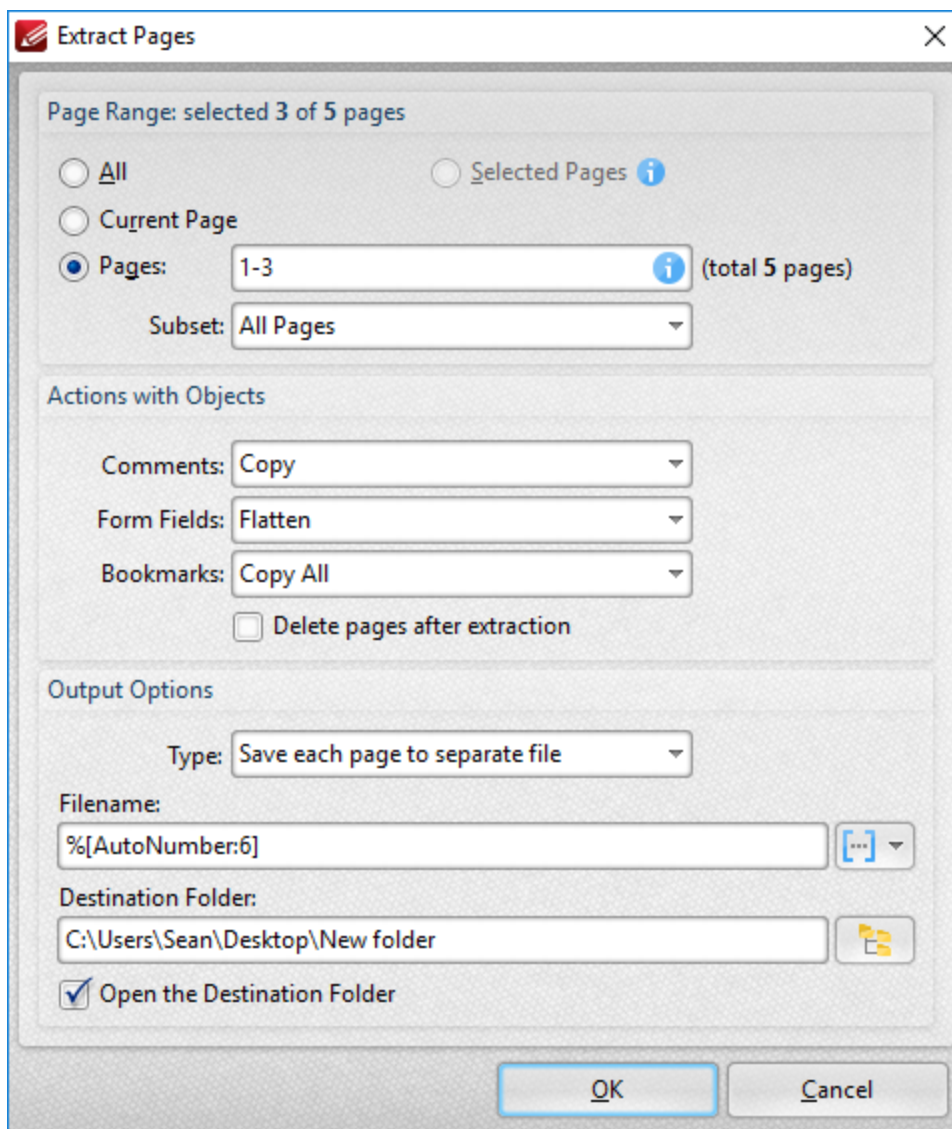 Extract Pages
Page Range: selected 3 of 5 pages
All
Selected Pages
Current Page
Pages: 1-3 (total 5 pages)
Subset: All Pages
Actions with Objects
Comments: Copy
Form Fields: Flatten
Bookmarks: Copy All
Delete pages after extraction
Output Options
Type: Save each page to separate file
Filename:
%[AutoNumber:6]
Destination Folder:
C:\Users\Sean\Desktop\New folder
Open the Destination Folder
OK Cancel